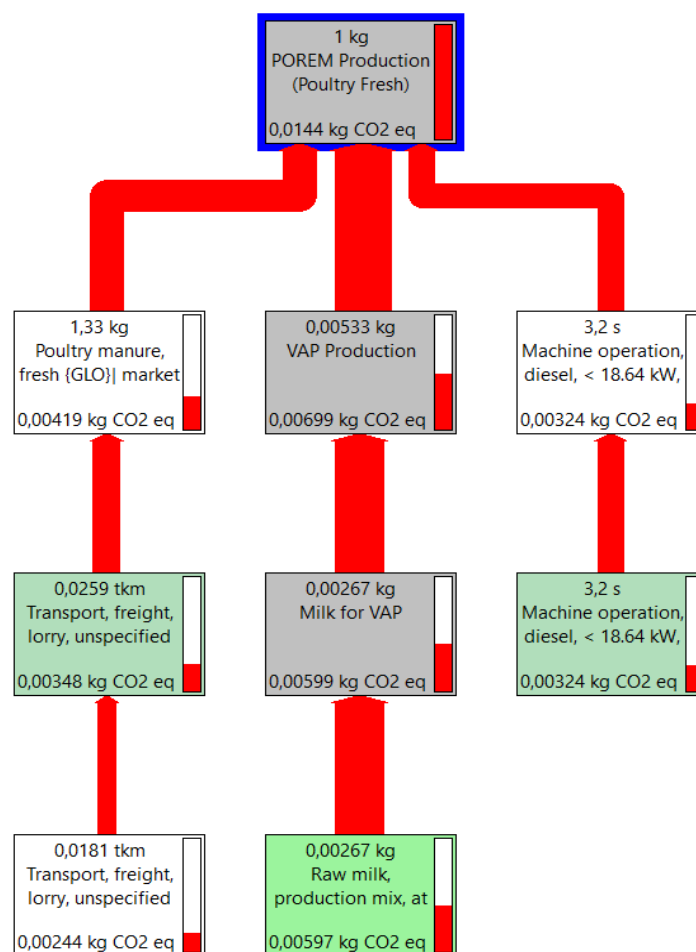 1 kg
POREM Production
(Poultry Fresh)
0,0144 kg CO2 eq
1,33 kg
Poultry manure,
fresh {GLO}| market
0,00419 kg CO2 eq
0,00533 kg
VAP Production
0,00699 kg CO2 eq
3,2 s
Machine operation,
diesel, < 18.64 kW,
0,00324 kg CO2 eq
0,0259 tkm
Transport, freight,
lorry, unspecified
0,00348 kg CO2 eq
0,00267 kg
Milk for VAP
0,00599 kg CO2 eq
3,2 s
Machine operation,
diesel, < 18.64 kW,
0,00324 kg CO2 eq
0,0181 tkm
Transport, freight,
lorry, unspecified
0,00244 kg CO2 eq
0,00267 kg
Raw milk,
production mix, at
0,00597 kg CO2 eq